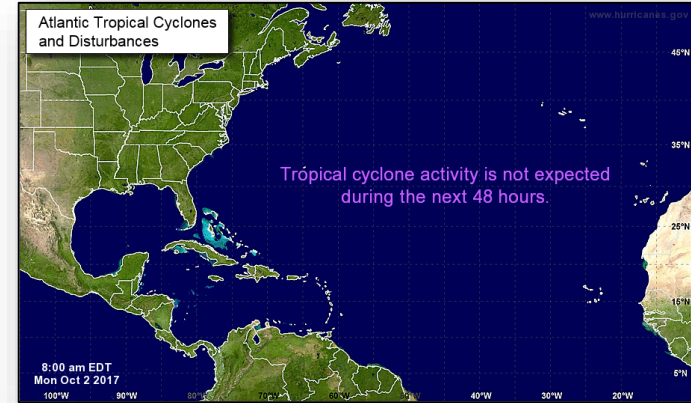 Atlantic Tropical Cyclones
and Disturbances
www.hurricanes.gov
45°N
35°N
Tropical cyclone activity is not expected
during the next 48 hours.
25°N
15°N
8:00 am EDT
Mon Oct 2 2017
5°N
100°W 90°W 80°W 70°W 60°W 50°W 40°W 30°W 20°W 10°W